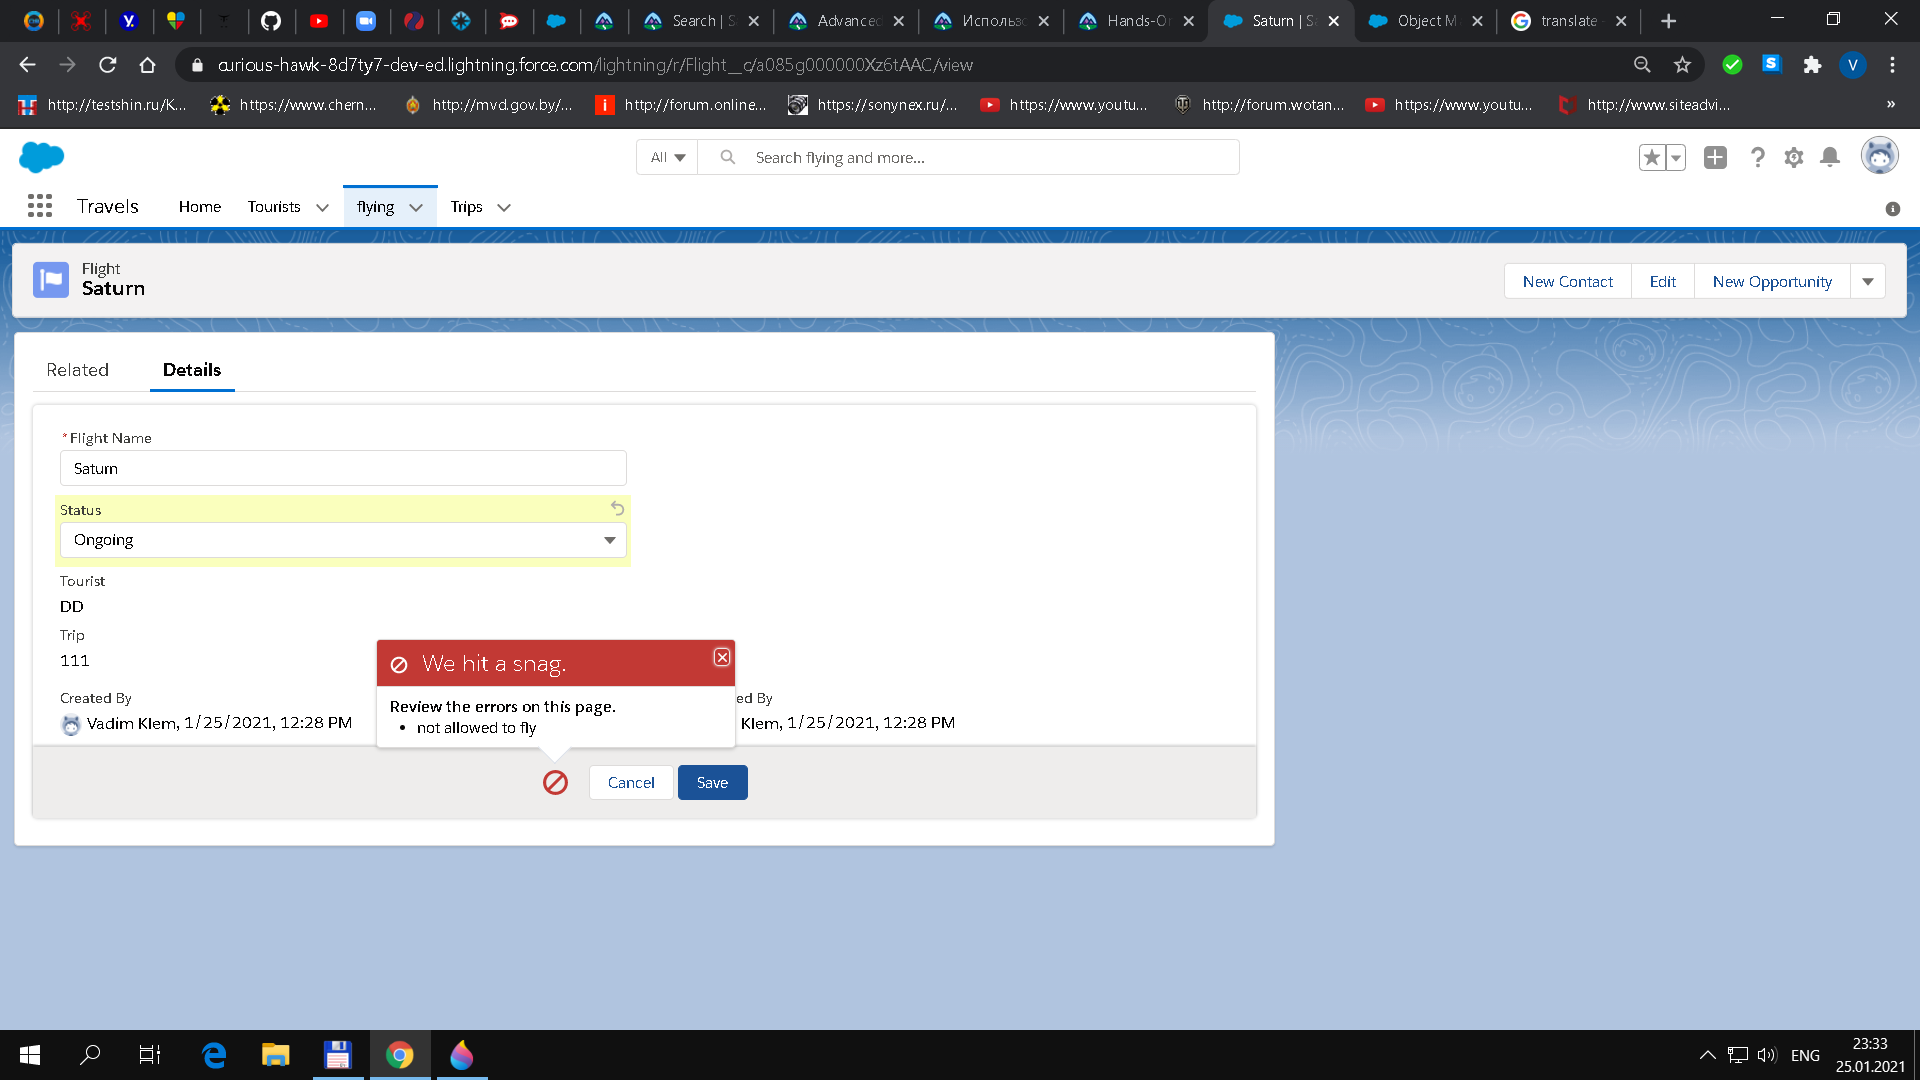 Search | S
Advanced
Использо
Hands-On
Saturn | Sa
Object M
translate -
curious-hawk-8d7ty7-dev-ed.lightning.force.com/lightning/r/Flight__c/a085g000000Xz6tAAC/view
V
http://testshin.ru/K...
https://www.chern...
http://mvd.gov.by/...
http://forum.online...
https://sonynex.ru/...
https://www.youtu...
http://forum.wotan...
https://www.youtu...
http://www.siteadvi...
»
All
Search flying and more...
Travels
Home
Tourists
flying
Trips
Flight
Saturn
New Contact
Edit
New Opportunity
Related
Details
*Flight Name
Saturn
Status
Ongoing
Tourist
DD
Trip
111
Created By
Vadim Klem, 1/25/2021, 12:28 PM
ed By
Klem, 1/25/2021, 12:28 PM
We hit a snag.
Review the errors on this page.
• not allowed to fly
Cancel
Save
ENG
23:33
25.01.2021